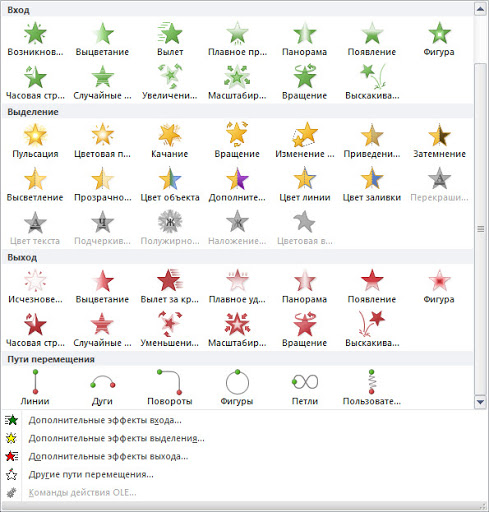 Вход
Возникнов... Выцветание Вылет Плавное пр... Панорама Появление Фигура
Часовая стр... Случайные ... Увеличени... Масштабир... Вращение Выскакива...
Выделение
Пульсация Цветовая п... Качание Вращение Изменение ... Приведени... Затемнение
Высветление Прозрачно... Цвет объекта Дополните... Цвет линии Цвет заливки Перекраши...
Цвет текста Подчеркив... Полужирно... Наложение... Цветовая в...
Выход
Исчезнове... Выцветание Вылет за кр... Плавное уд... Панорама Появление Фигура
Часовая стр... Случайные ... Уменьшени... Масштабир... Вращение Выскакива...
Пути перемещения
Линии Дуги Повороты Фигуры Петли Пользовате...
Дополнительные эффекты входа...
Дополнительные эффекты выделения...
Дополнительные эффекты выхода...
Другие пути перемещения...
Команды действия OLE...